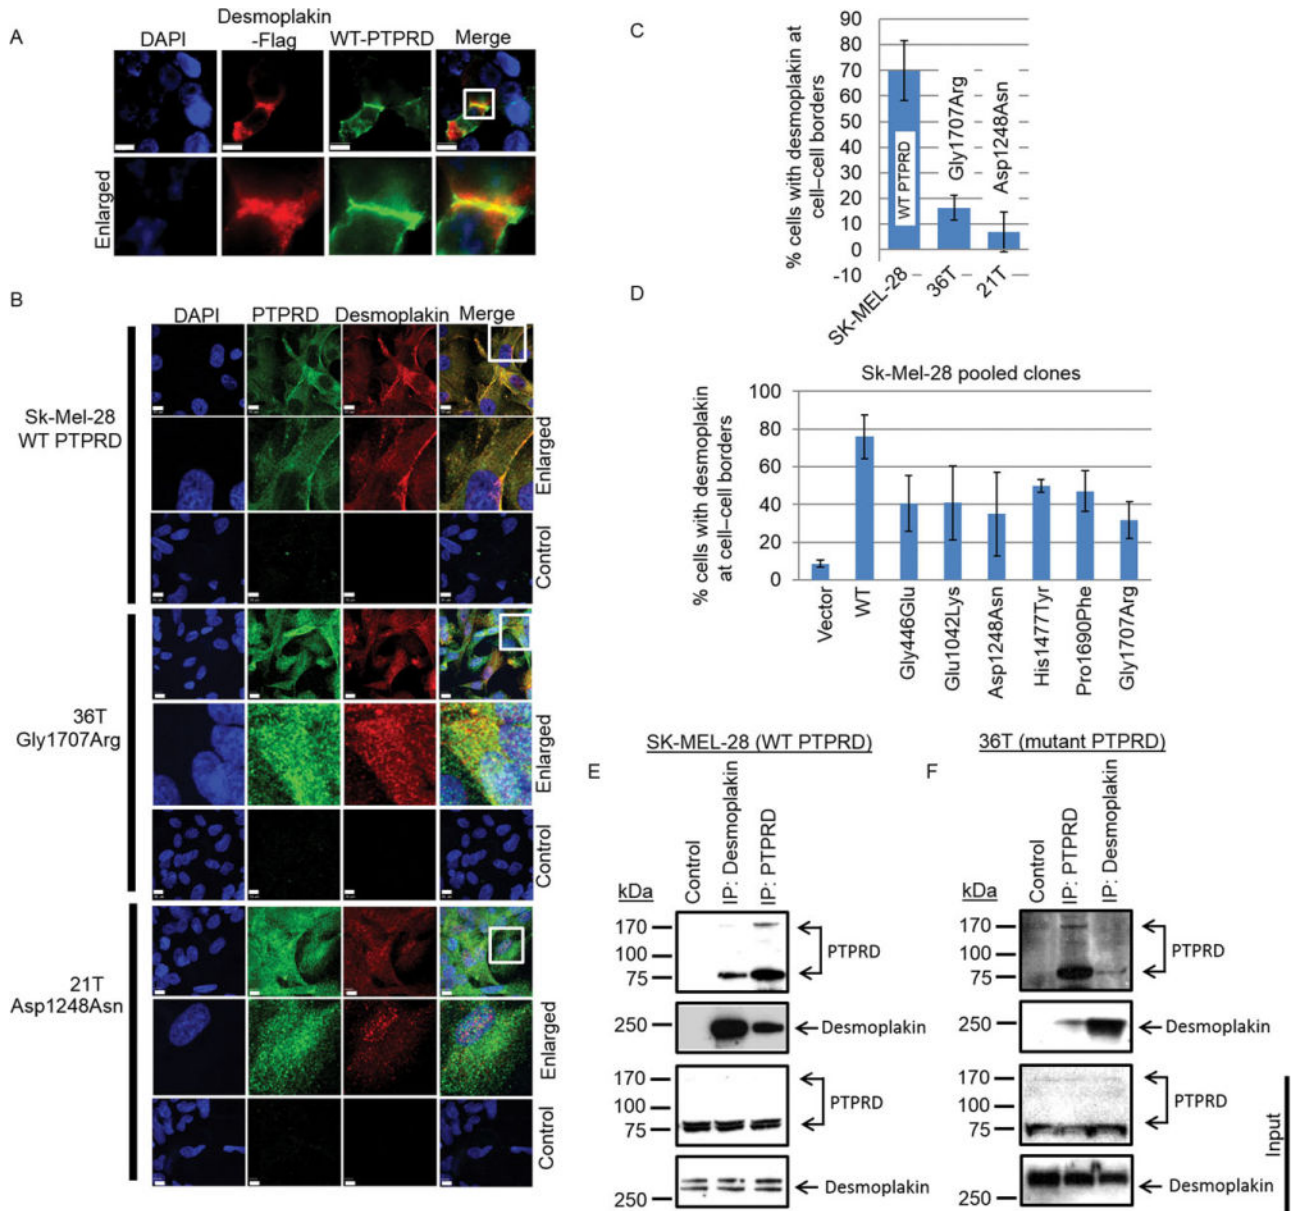 A
DAPI
Desmoplakin
-Flag
WT-PTPRD
Merge
Enlarged
B
DAPI
PTPRD
Desmoplakin
Merge
Sk-Mel-28
WT PTPRD
Enlarged
Control
36T
Gly1707Arg
Enlarged
Control
21T
Asp1248Asn
Enlarged
Control
C
% cells with desmoplakin at
cell–cell borders
90
80
70
60
50
40
30
20
10
0
-10
WT PTPRD
Gly1707Arg
Asp1248Asn
SK-MEL-28
36T
21T
D
Sk-Mel-28 pooled clones
% cells with desmoplakin
at cell–cell borders
100
80
60
40
20
0
Vector
WT
Gly446Glu
Glu1042Lys
Asp1248Asn
His1477Tyr
Pro1690Phe
Gly1707Arg
E
SK-MEL-28 (WT PTPRD)
Control
IP: Desmoplakin
IP: PTPRD
kDa
170
100
75
PTPRD
250
Desmoplakin
170
100
75
PTPRD
250
Desmoplakin
F
36T (mutant PTPRD)
Control
IP: PTPRD
IP: Desmoplakin
kDa
170
100
75
PTPRD
250
Desmoplakin
170
100
75
PTPRD
250
Desmoplakin
Input